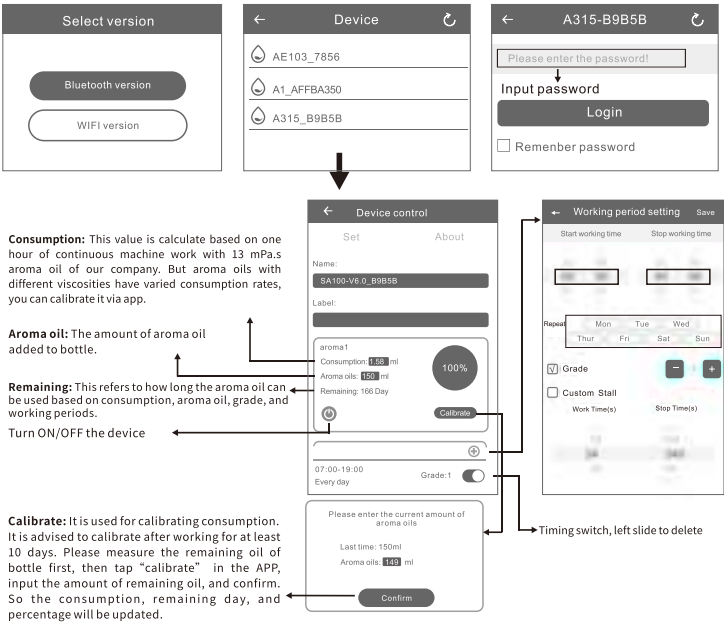 Select version
Bluetooth version
WIFI version
Device
AE103_7856
A1_AFFBA350
A315_B9B5B
A315-B9B5B
Please enter the password!
Input password
Login
Remenber password
Consumption: This value is calculate based on one
hour of continuous machine work with 13 mPa.s
aroma oil of our company. But aroma oils with
different viscosities have varied consumption rates,
you can calibrate it via app.
Aroma oil: The amount of aroma oil
added to bottle.
Remaining: This refers to how long the aroma oil can
be used based on consumption, aroma oil, grade, and
working periods.
Turn ON/OFF the device
Calibrate: It is used for calibrating consumption.
It is advised to calibrate after working for at least
10 days. Please measure the remaining oil of
bottle first, then tap “calibrate” in the APP,
input the amount of remaining oil, and confirm.
So the consumption, remaining day, and
percentage will be updated.
Device control
Set About
Name:
SA100-V6.0_B9B5B
Label:
aroma1
Consumption: 1.58 ml
Aroma oils: 150 ml
Remaining: 166 Day
100%
Calibrate
07:00-19:00
Every day
Grade:1
Please enter the current amount of
aroma oils
Last time: 150ml
Aroma oils: 149 ml
Confirm
Working period setting Save
Start working time Stop working time
Repeat Mon Tue Wed
Thur Fri Sat Sun
Grade - +
Custom Stall
Work Time(s) Stop Time(s)
Timing switch, left slide to delete